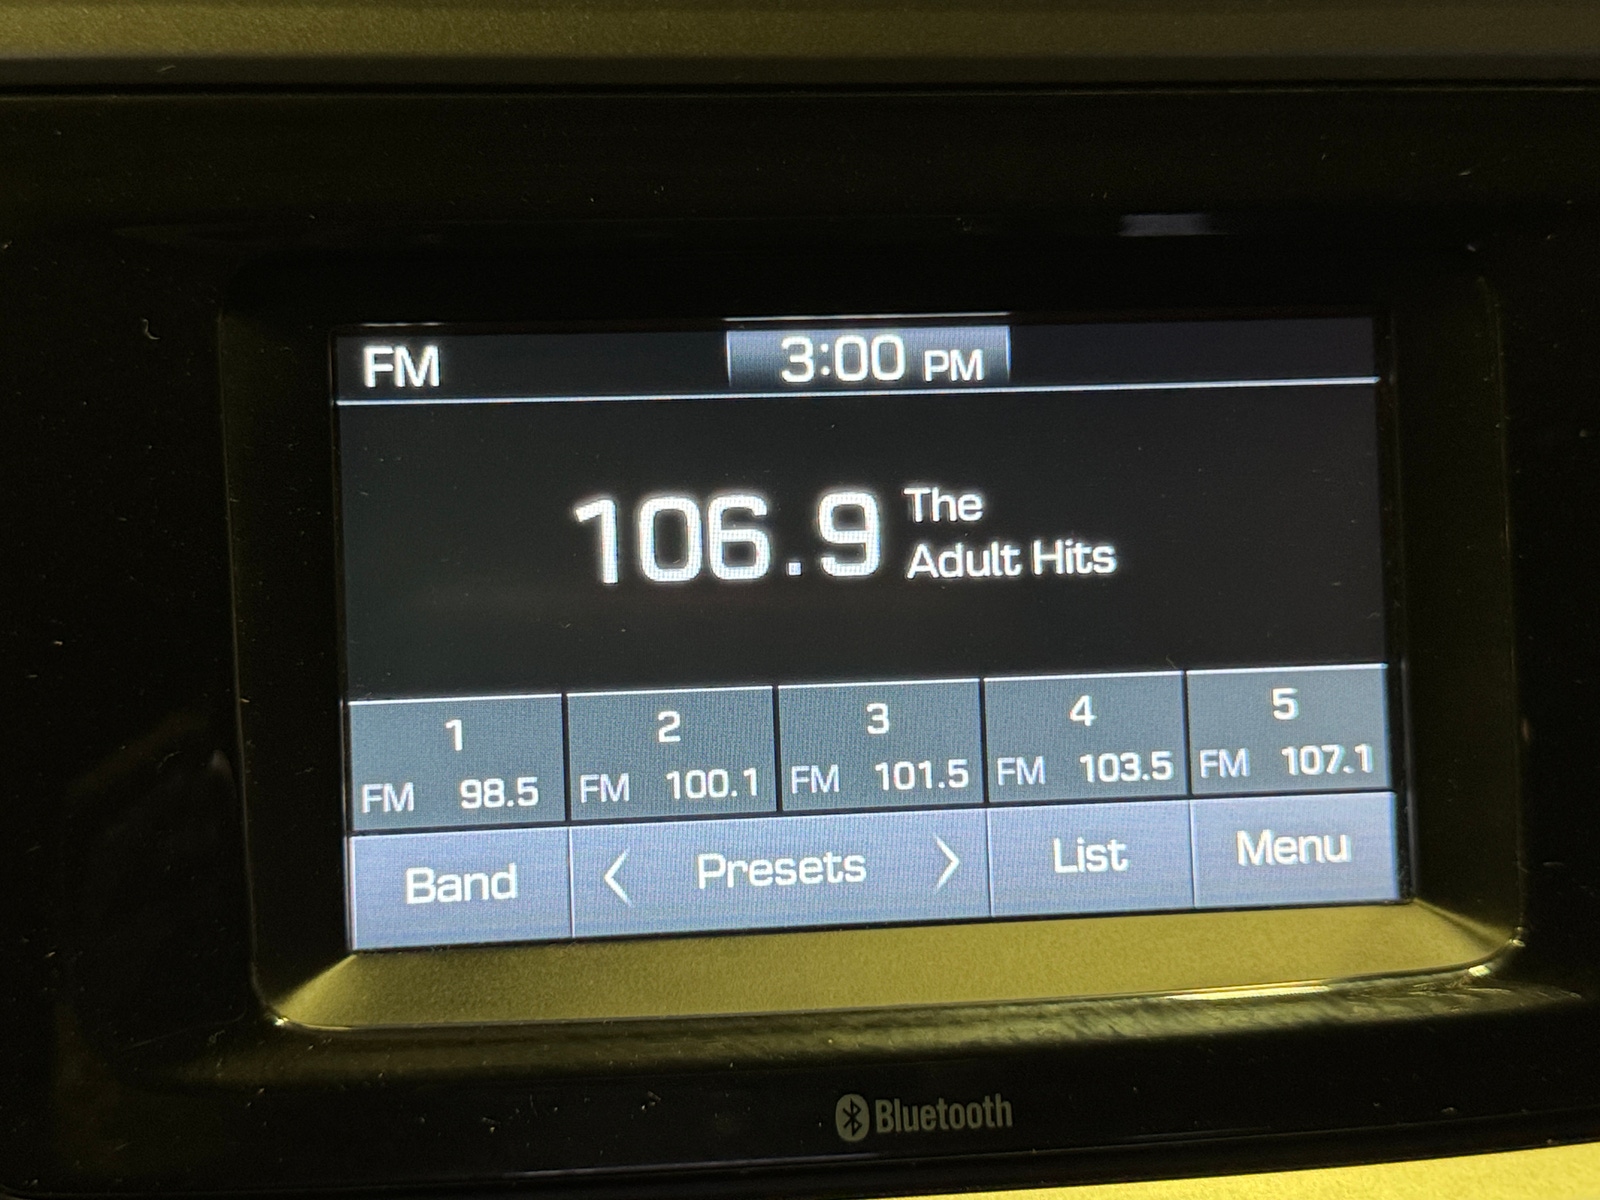 FM 3:00 PM
106.9 The
Adult Hits
1 2 3 4 5
FM 98.5 FM 100.1 FM 101.5 FM 103.5 FM 107.1
Band < Presets > List Menu
Bluetooth